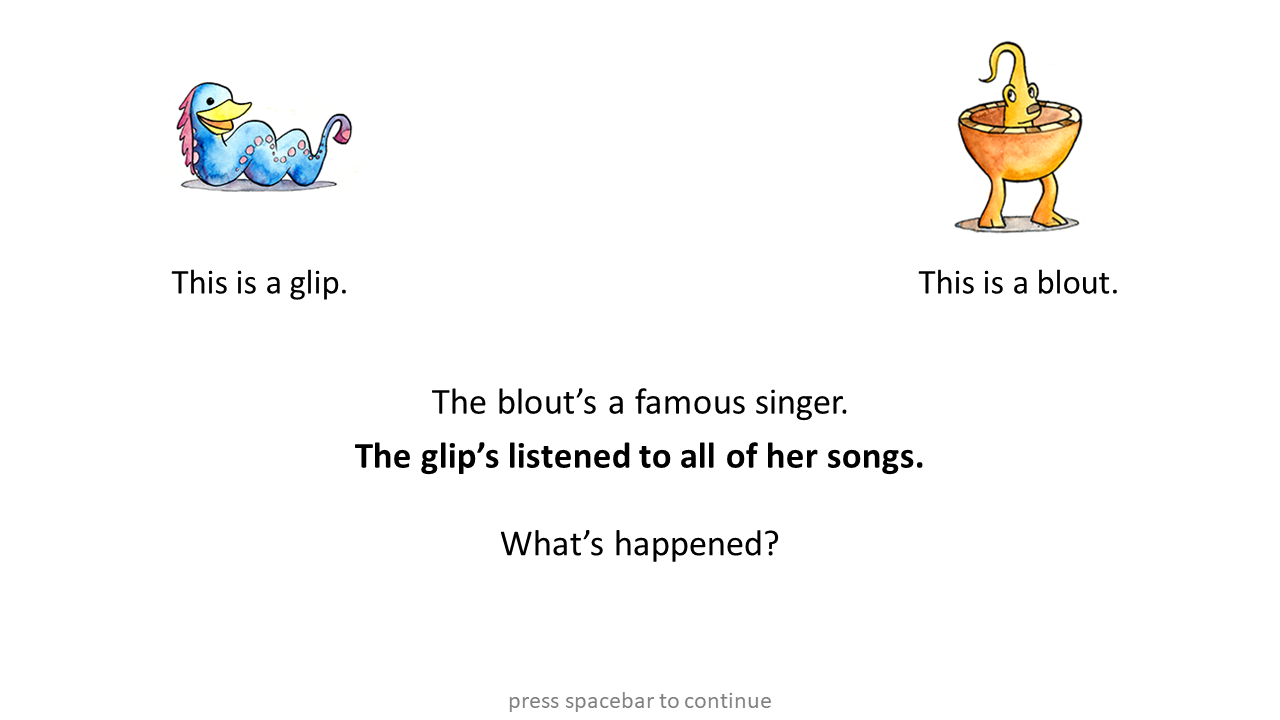 This is a glip.
This is a blout.
The blout’s a famous singer.
The glip’s listened to all of her songs.
What’s happened?
press spacebar to continue